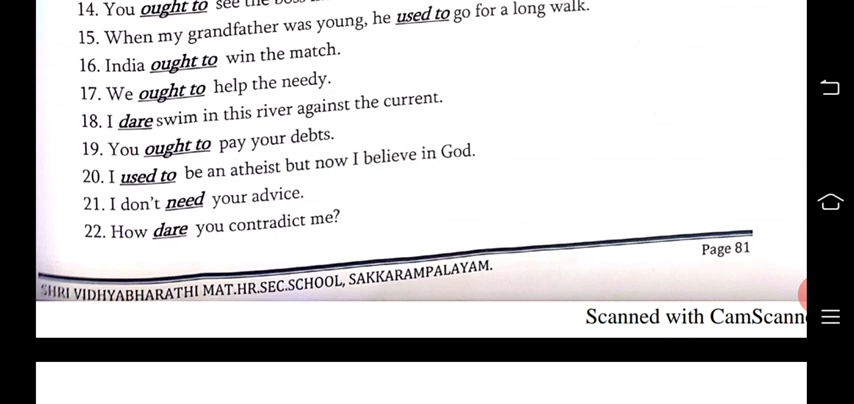 14. You ought to see the boss
15. When my grandfather was young, he used to go for a long walk.
16. India ought to win the match.
17. We ought to help the needy.
18. I dare swim in this river against the current.
19. You ought to pay your debts.
20. I used to be an atheist but now I believe in God.
21. I don't need your advice.
22. How dare you contradict me?
Page 81
SHRI VIDHYABHARATHI MAT.HR.SEC.SCHOOL, SAKKARAMPALAYAM.
Scanned with CamScann